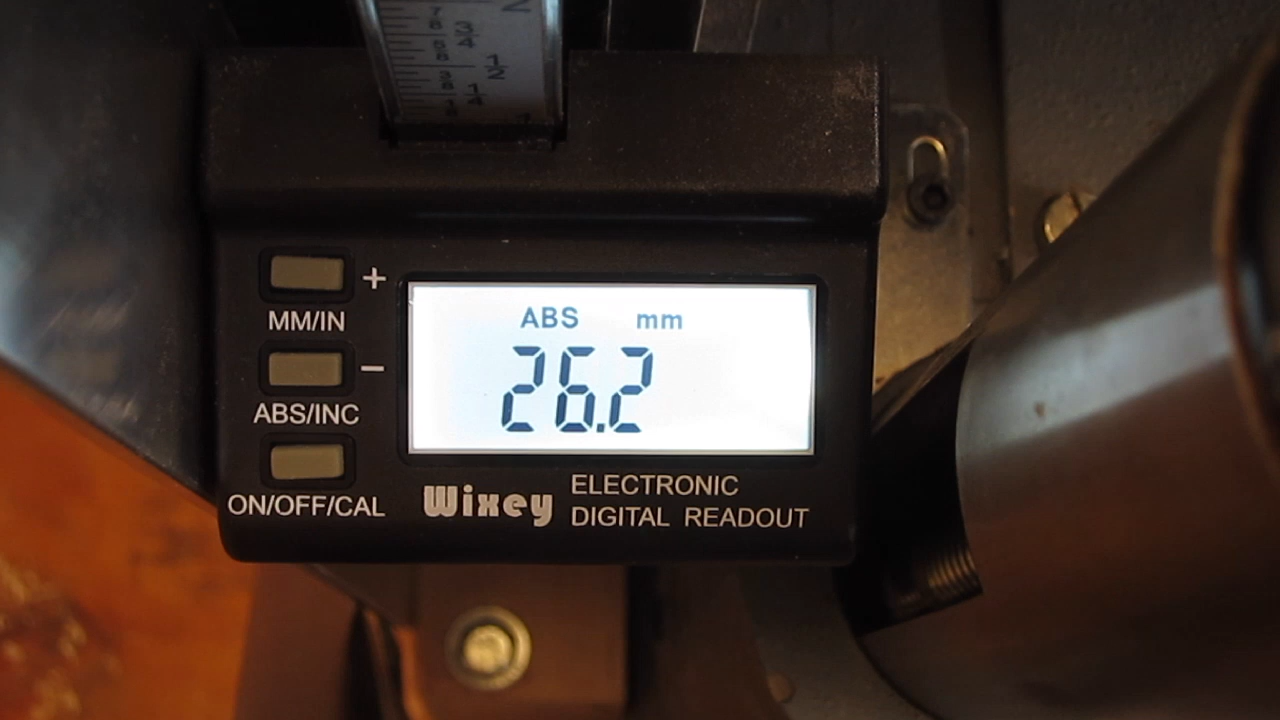 +
MM/IN
−
ABS/INC
ON/OFF/CAL
ABS mm
26.2
Wixey ELECTRONIC
DIGITAL READOUT